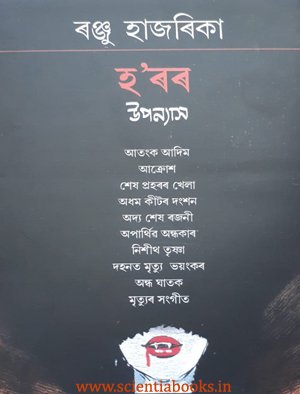 ৰঞ্জু হাজৰিকা
হ'ৰৰ
উপন্যাস
আতংক আদিম
আক্ৰোশ
শেষ প্ৰহৰৰ খেলা
অধম কীটৰ দংশন
অদ্য শেষ ৰজনী
অপাৰ্থিৱ অন্ধকাৰ
নিশীথ তৃষ্ণা
দহনত মৃত্যু ভয়ংকৰ
অন্ধ ঘাতক
মৃত্যুৰ সংগীত
www.scientiabooks.in